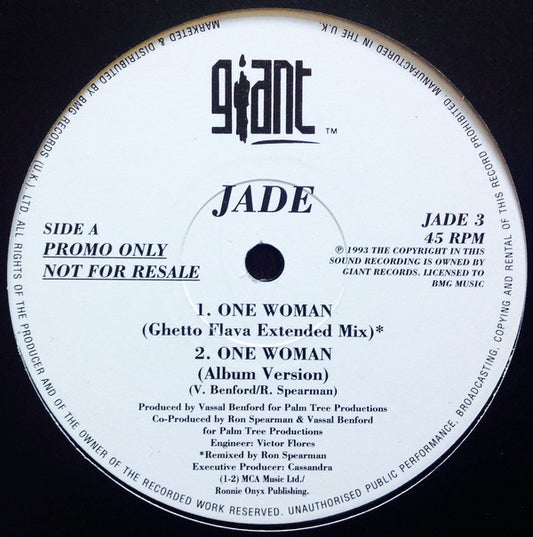 giant ™
JADE
SIDE A
PROMO ONLY
NOT FOR RESALE
JADE 3
45 RPM
℗ 1993 THE COPYRIGHT IN THIS
SOUND RECORDING IS OWNED BY
GIANT RECORDS. LICENSED TO
BMG MUSIC
1. ONE WOMAN
(Ghetto Flava Extended Mix)*
2. ONE WOMAN
(Album Version)
(V. Benford/R. Spearman)
Produced by Vassal Benford for Palm Tree Productions
Co-Produced by Ron Spearman & Vassal Benford
for Palm Tree Productions
Engineer: Victor Flores
*Remixed by Ron Spearman
Executive Producer: Cassandra
(1-2) MCA Music Ltd./
Ronnie Onyx Publishing.
MARKETED & DISTRIBUTED BY BMG RECORDS (U.K.) LTD. ALL RIGHTS OF THE PRODUCER AND OF THE OWNER OF THE RECORDED WORK RESERVED. UNAUTHORISED PUBLIC PERFORMANCE, BROADCASTING, COPYING AND RENTAL OF THIS RECORD PROHIBITED. MANUFACTURED IN THE U.K.